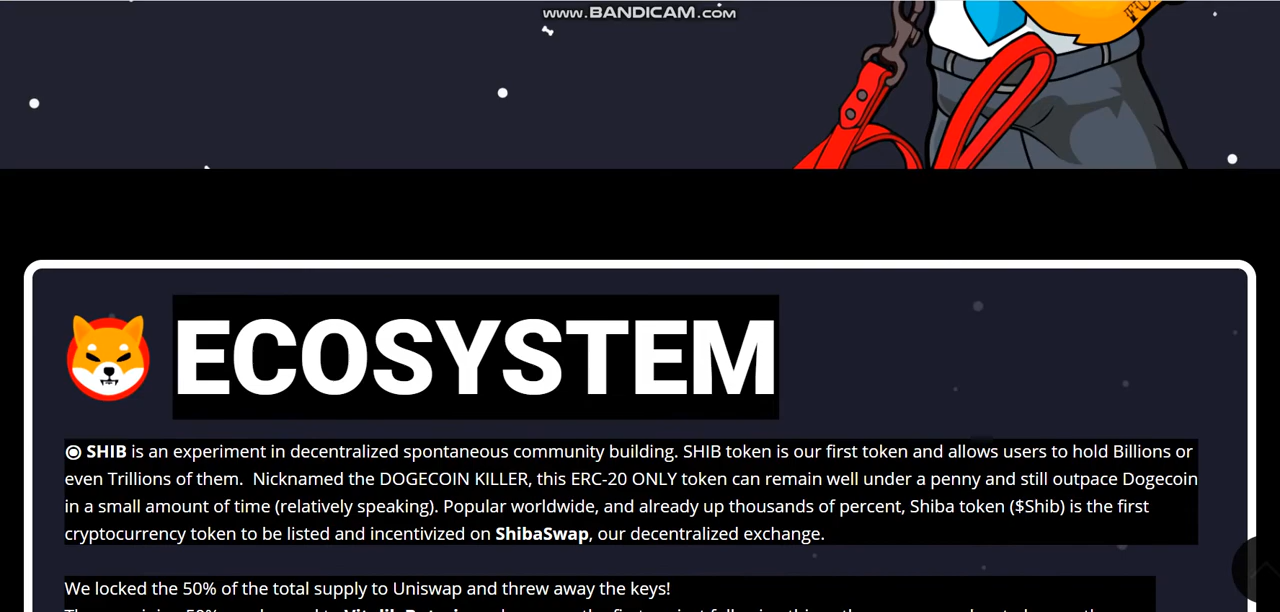 www.BANDICAM.com
ECOSYSTEM
SHIB is an experiment in decentralized spontaneous community building. SHIB token is our first token and allows users to hold Billions or
even Trillions of them.  Nicknamed the DOGECOIN KILLER, this ERC-20 ONLY token can remain well under a penny and still outpace Dogecoin
in a small amount of time (relatively speaking). Popular worldwide, and already up thousands of percent, Shiba token ($Shib) is the first
cryptocurrency token to be listed and incentivized on ShibaSwap, our decentralized exchange.
We locked the 50% of the total supply to Uniswap and threw away the keys!